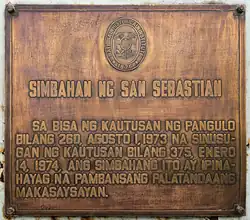 SIMBAHAN NG SAN SEBASTIAN
SA BISA NG KAUTUSAN NG PANGULO
BILANG 260, AGOSTO 1, 1973 NA SINUSU-
GAN NG KAUTUSAN BILANG 375, ENERO
14, 1974, ANG SIMBAHANG ITO AY IPINA-
HAYAG NA PAMBANSANG PALATANDAANG
MAKASAYSAYAN.